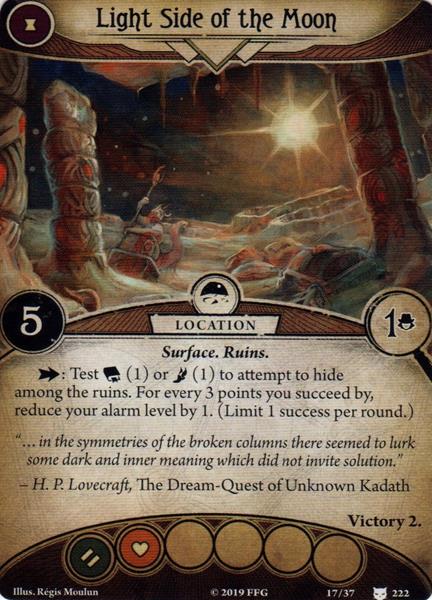 Light Side of the Moon
5
LOCATION
1
Surface. Ruins.
: Test (1) or (1) to attempt to hide
among the ruins. For every 3 points you succeed by,
reduce your alarm level by 1. (Limit 1 success per round.)
“… in the symmetries of the broken columns there seemed to lurk
some dark and inner meaning which did not invite solution.”
– H. P. Lovecraft, The Dream-Quest of Unknown Kadath
Victory 2.
Illus. Régis Moulun © 2019 FFG 17/37 222